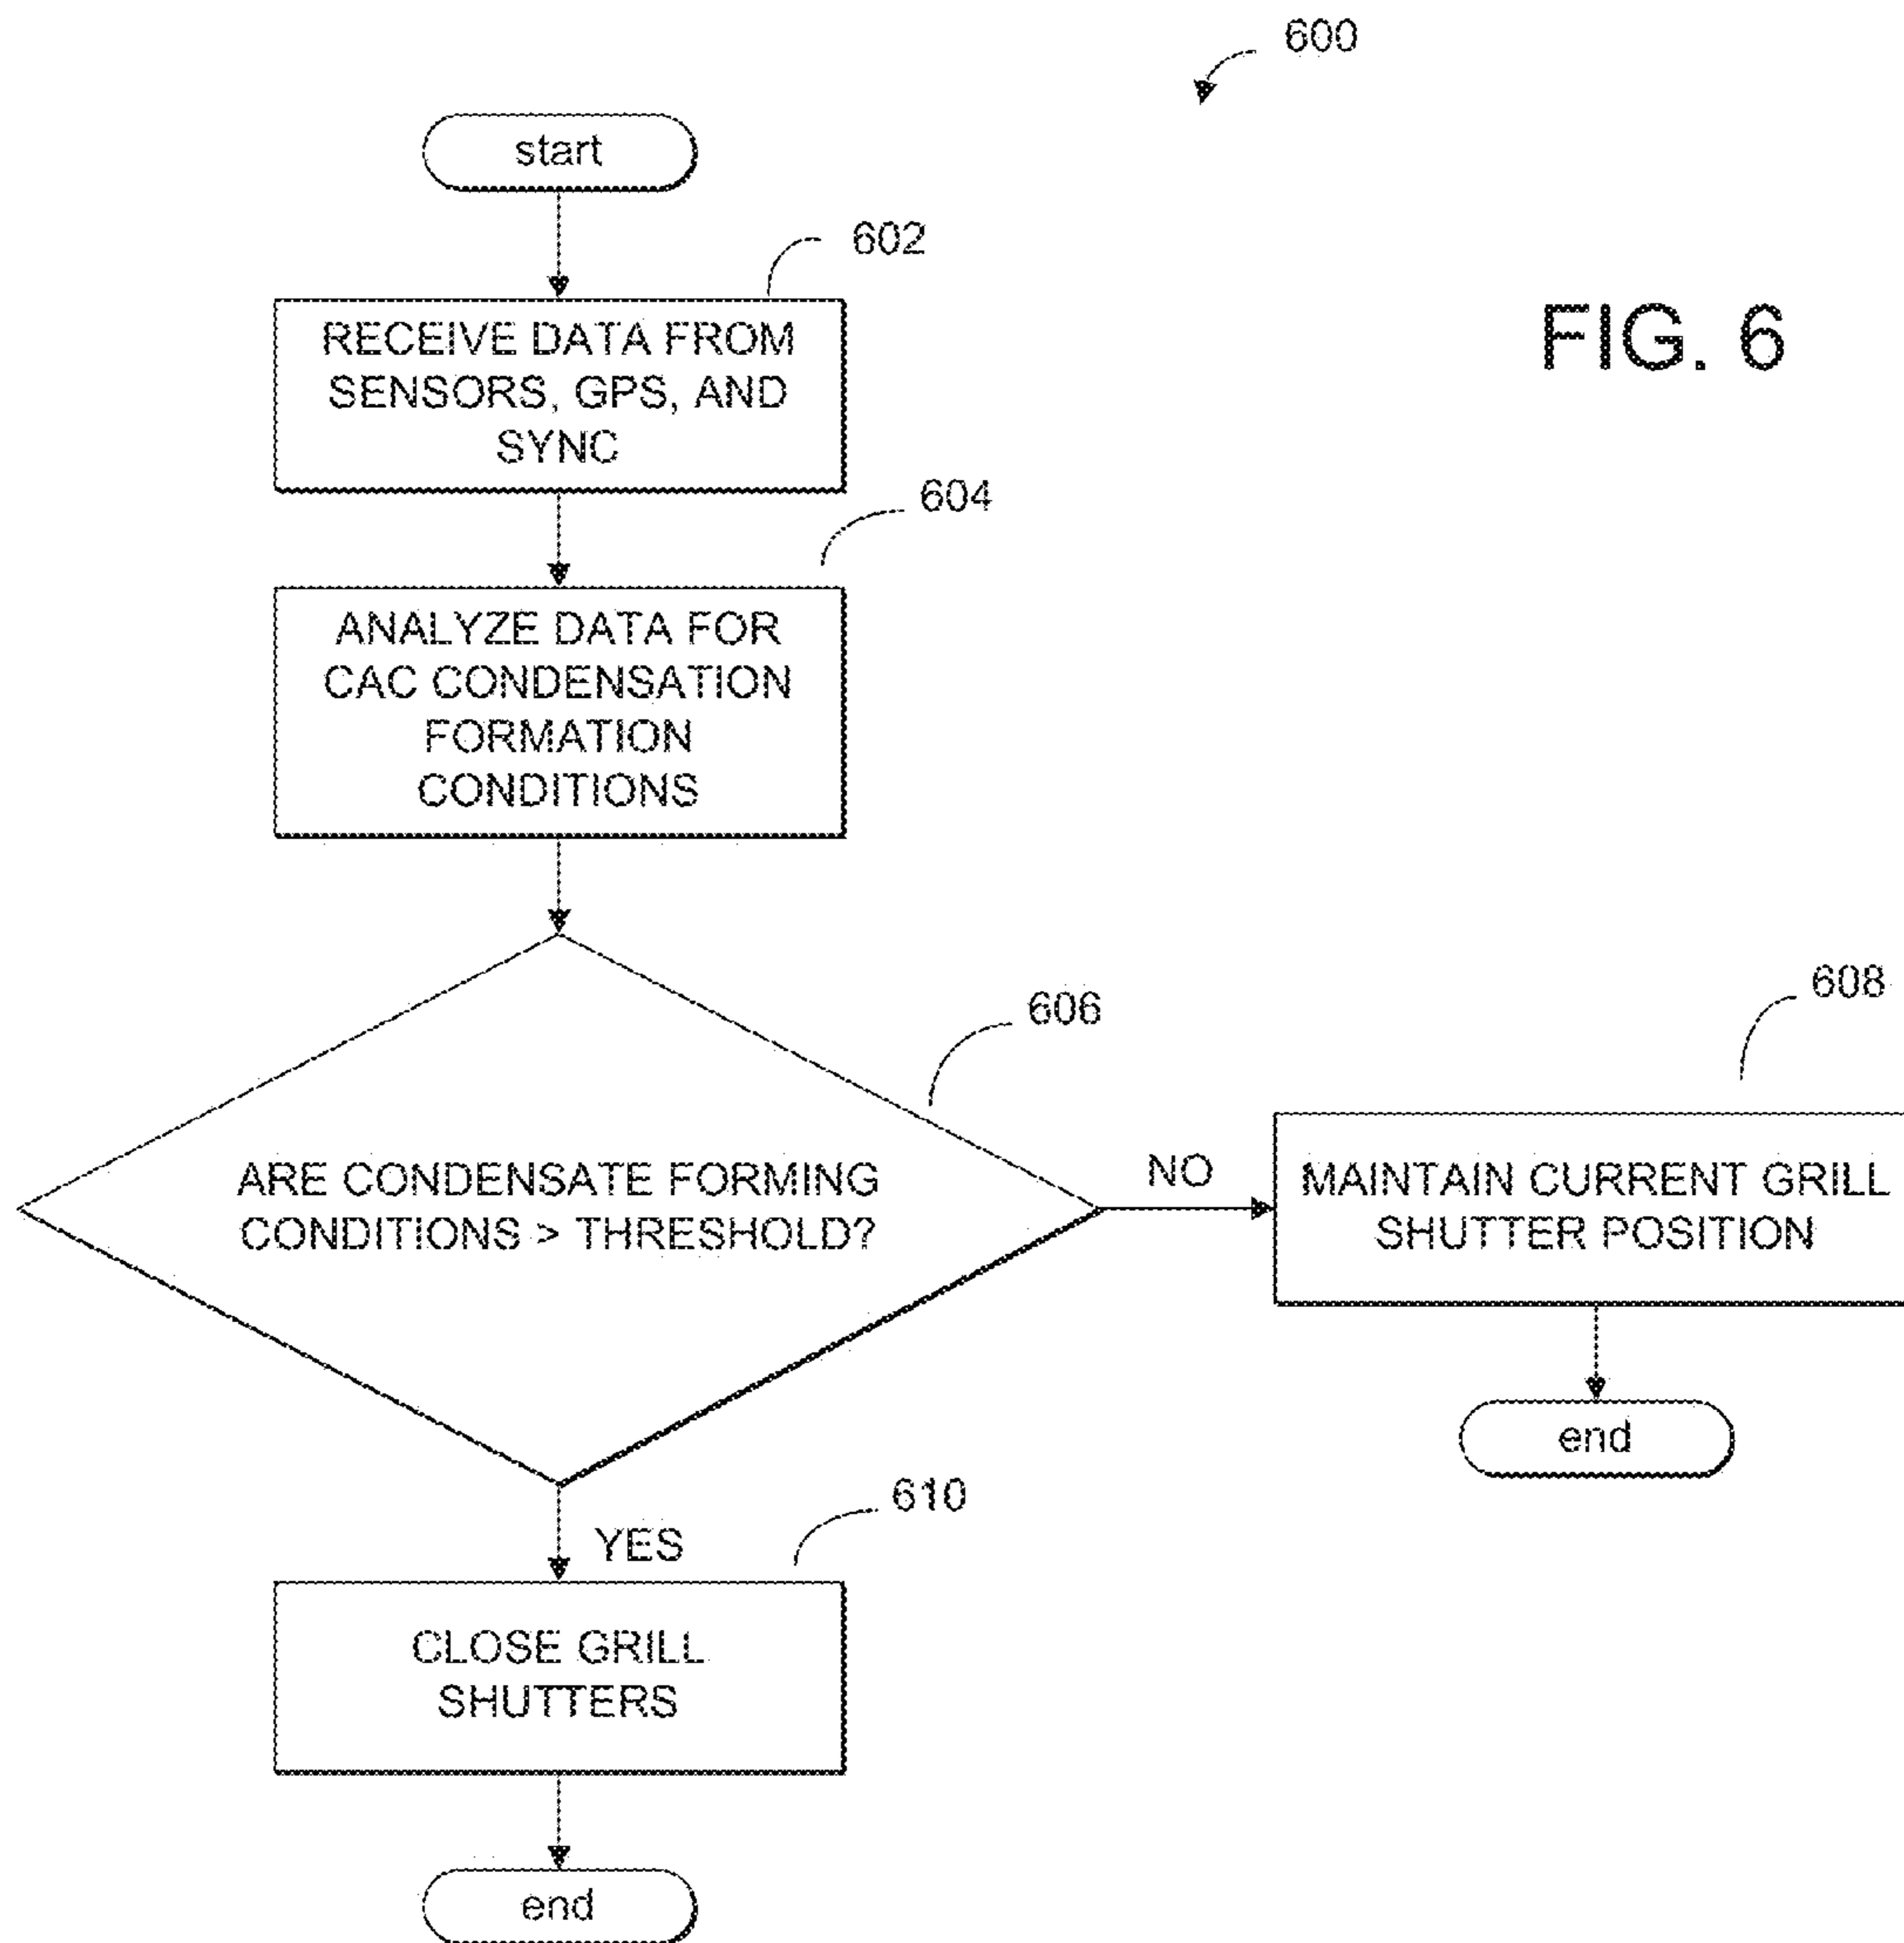 600
start
602
RECEIVE DATA FROM
SENSORS, GPS, AND
SYNC
FIG. 6
604
ANALYZE DATA FOR
CAC CONDENSATION
FORMATION
CONDITIONS
606
ARE CONDENSATE FORMING
CONDITIONS > THRESHOLD?
NO
608
MAINTAIN CURRENT GRILL
SHUTTER POSITION
end
YES
610
CLOSE GRILL
SHUTTERS
end